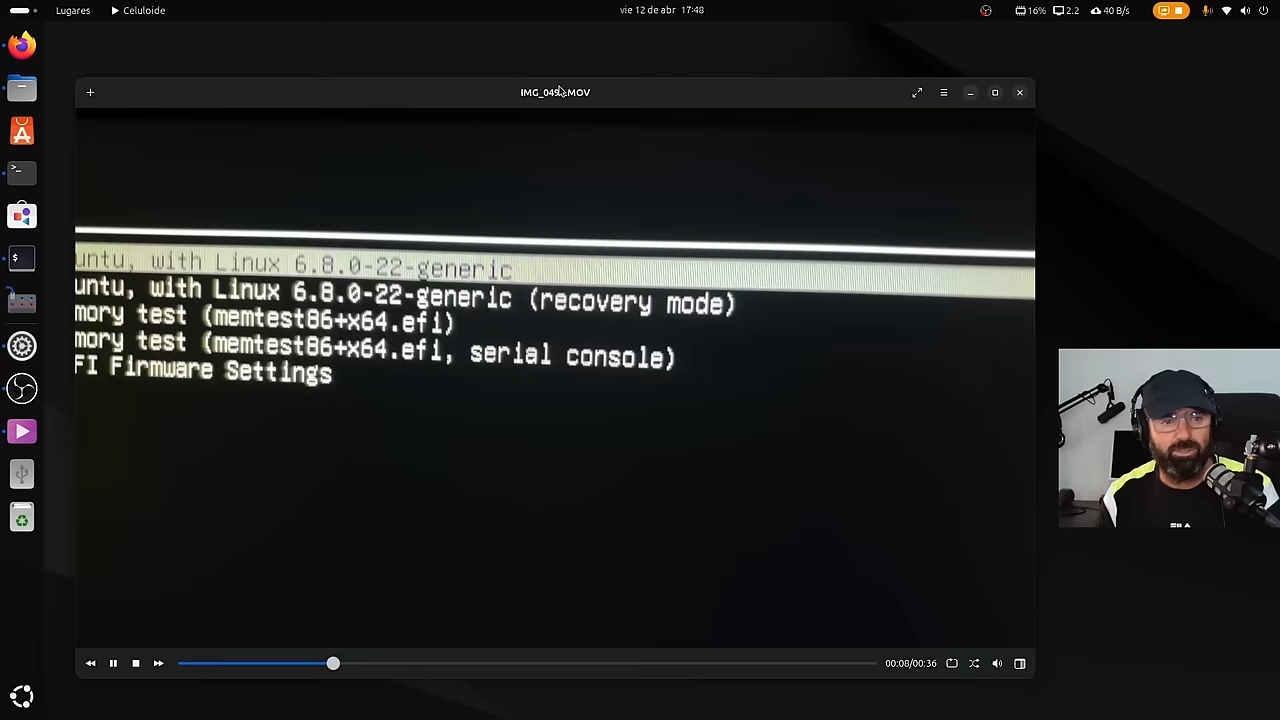 Lugares
Celuloide
vie 12 de abr 17:48
16%
2.2
40 B/s
untu, with Linux 6.8.0-22-generic
untu, with Linux 6.8.0-22-generic (recovery mode)
mory test (memtest86+x64.efi)
mory test (memtest86+x64.efi, serial console)
FI Firmware Settings
00:08/00:36